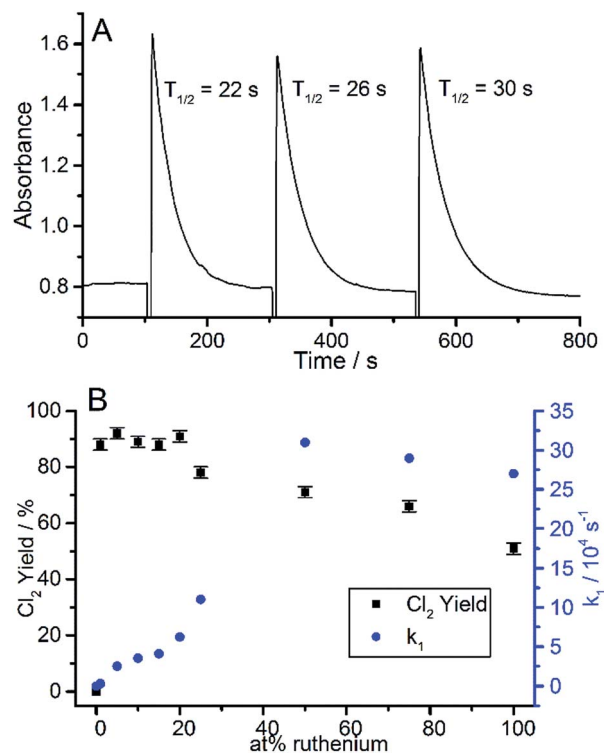 A
T1/2 = 22 s
T1/2 = 26 s
T1/2 = 30 s
Absorbance
1.6
1.4
1.2
1.0
0.8
0
200
400
600
800
Time / s
B
Cl2 Yield / %
100
80
60
40
20
0
35
30
25
20
15
10
5
0
k1 / 10^4 s^-1
Cl2 Yield
k1
0
20
40
60
80
100
at% ruthenium